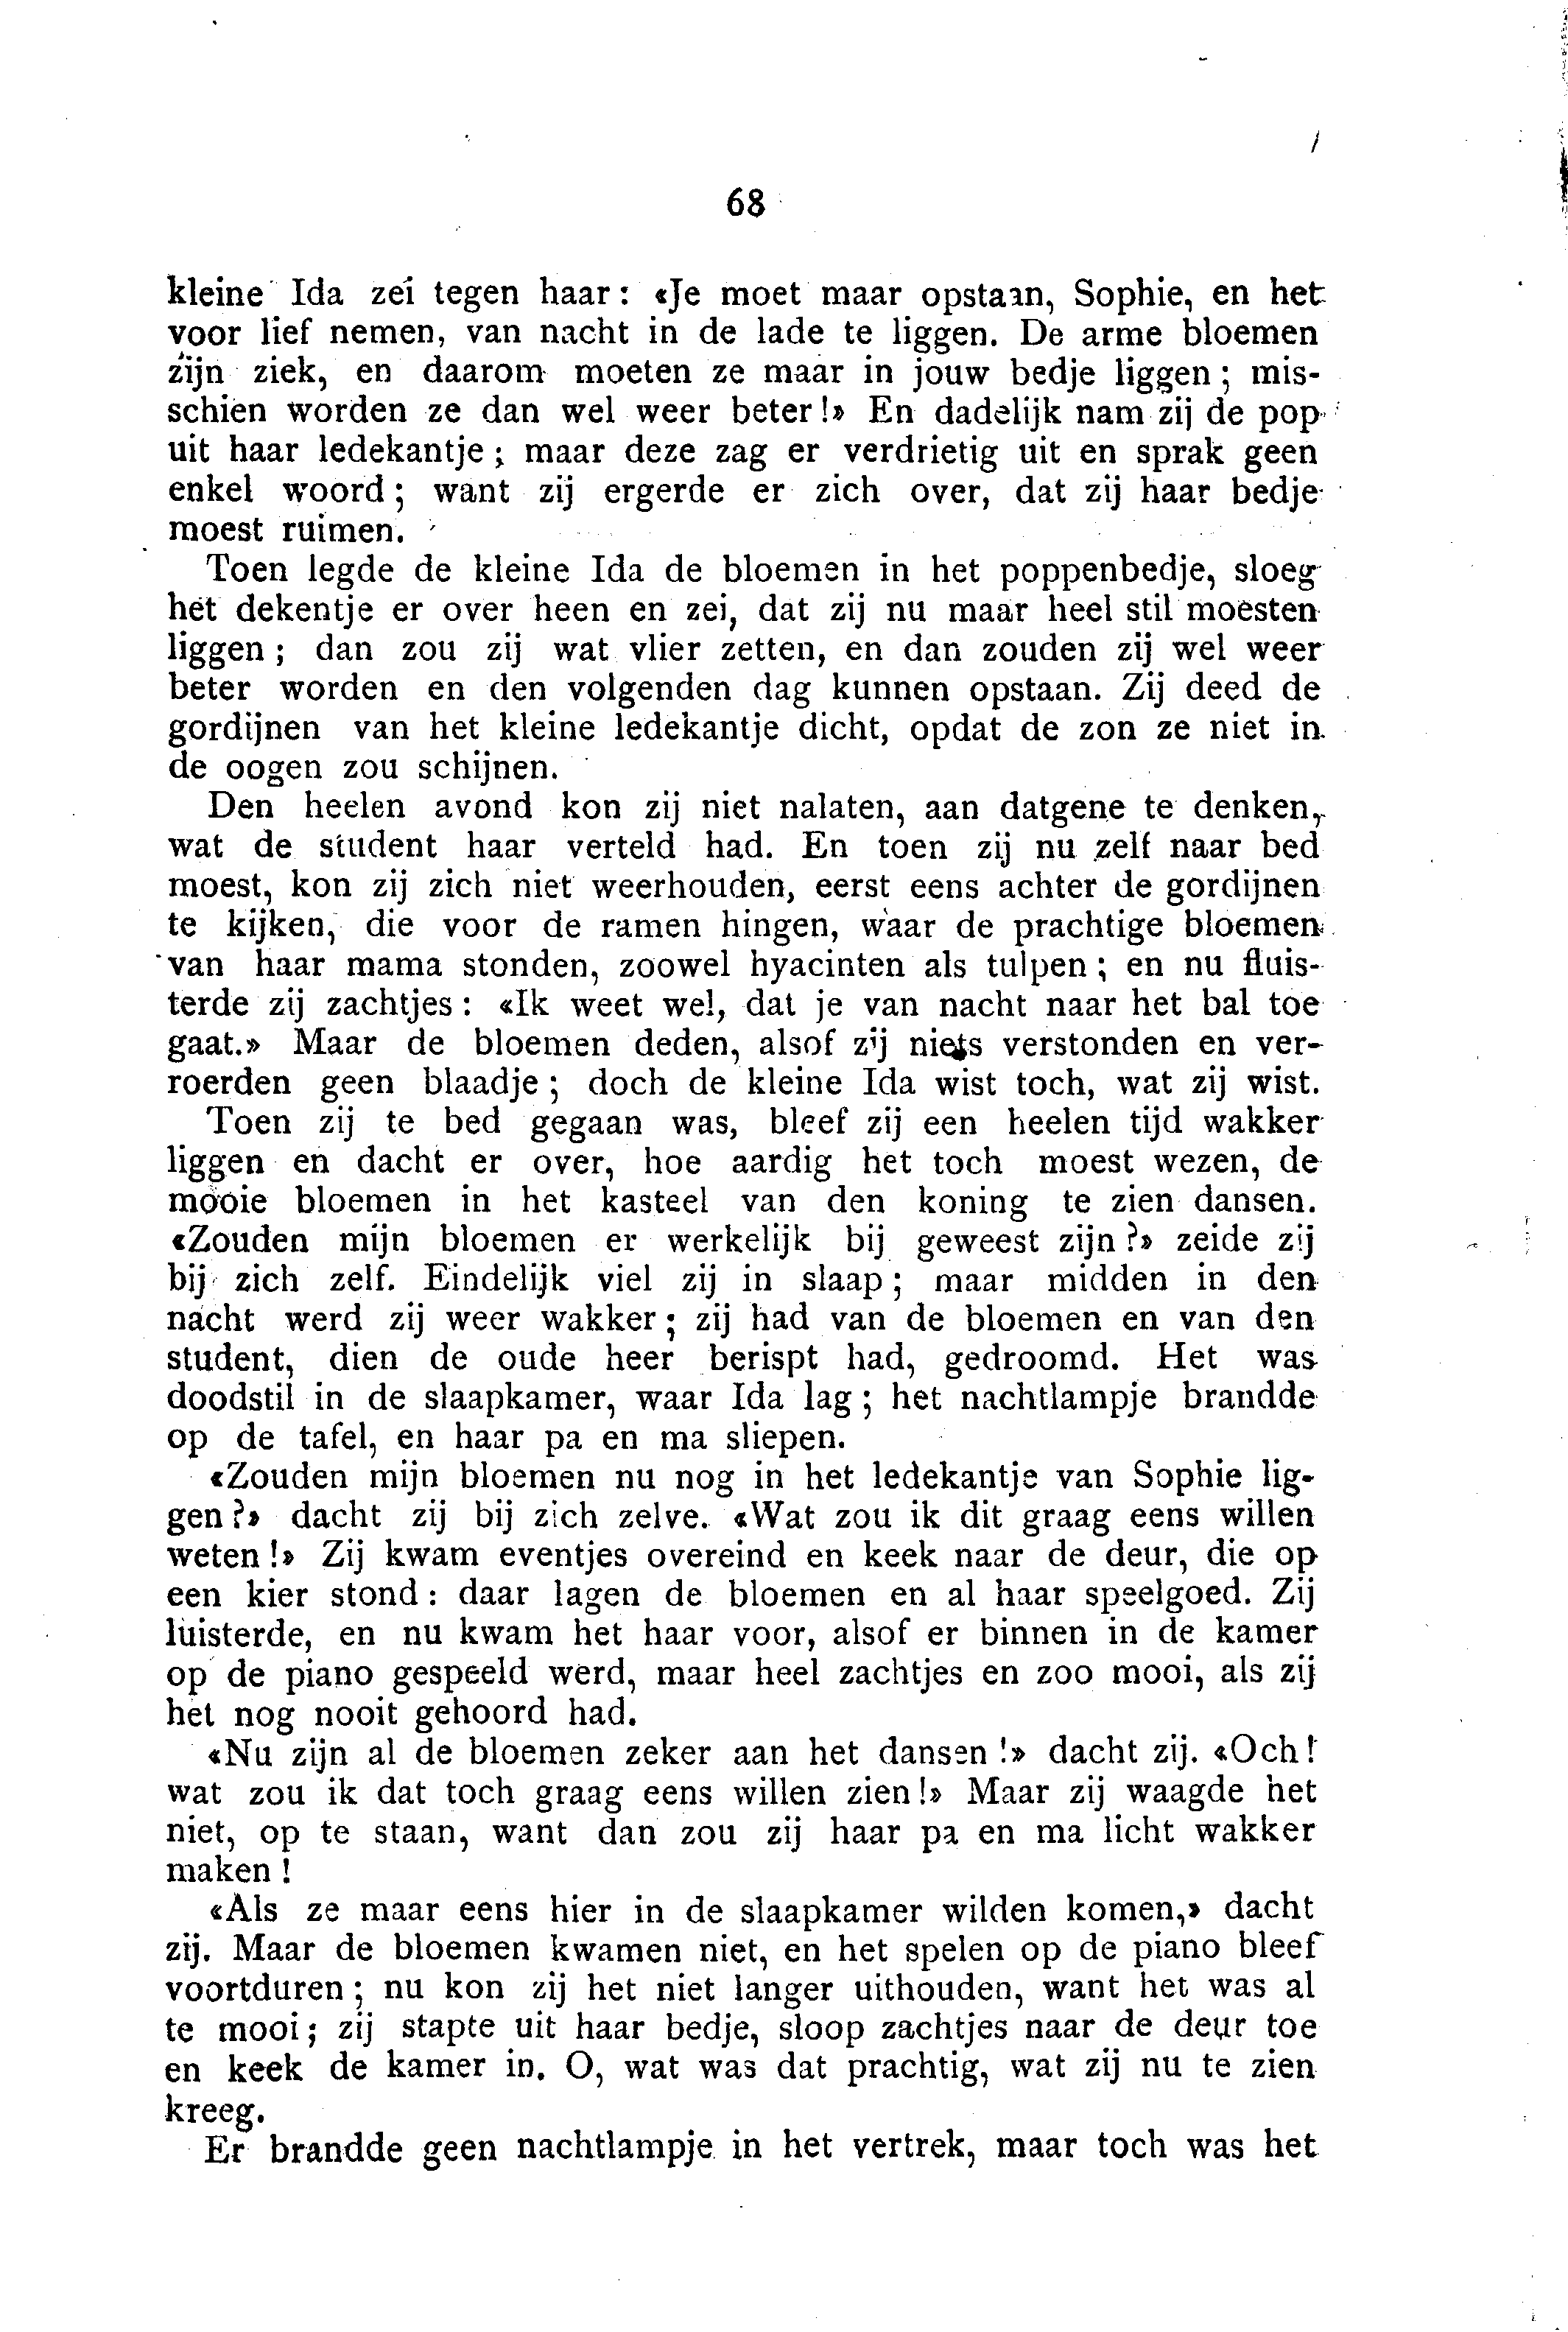 68
kleine Ida zei tegen haar: «Je moet maar opstaan, Sophie, en het
voor lief nemen, van nacht in de lade te liggen. De arme bloemen
zijn ziek, en daarom moeten ze maar in jouw bedje liggen; mis-
schien worden ze dan wel weer beter!» En dadelijk nam zij de pop
uit haar ledekantje; maar deze zag er verdrietig uit en sprak geen
enkel woord; want zij ergerde er zich over, dat zij haar bedje
moest ruimen.
Toen legde de kleine Ida de bloemen in het poppenbedje, sloeg
het dekentje er over heen en zei, dat zij nu maar heel stil moesten
liggen; dan zou zij wat vlier zetten, en dan zouden zij wel weer
beter worden en den volgenden dag kunnen opstaan. Zij deed de
gordijnen van het kleine ledekantje dicht, opdat de zon ze niet in
de oogen zou schijnen.
Den heelen avond kon zij niet nalaten, aan datgene te denken,
wat de student haar verteld had. En toen zij nu zelf naar bed
moest, kon zij zich niet weerhouden, eerst eens achter de gordijnen
te kijken, die voor de ramen hingen, waar de prachtige bloemen
van haar mama stonden, zoowel hyacinten als tulpen; en nu fluis-
terde zij zachtjes: «Ik weet wel, dat je van nacht naar het bal toe
gaat.» Maar de bloemen deden, alsof zij niets verstonden en ver-
roerden geen blaadje; doch de kleine Ida wist toch, wat zij wist.
Toen zij te bed gegaan was, bleef zij een heelen tijd wakker
liggen en dacht er over, hoe aardig het toch moest wezen, de
mooie bloemen in het kasteel van den koning te zien dansen.
«Zouden mijn bloemen er werkelijk bij geweest zijn?» zeide zij
bij zich zelf. Eindelijk viel zij in slaap; maar midden in den
nacht werd zij weer wakker; zij had van de bloemen en van den
student, dien de oude heer berispt had, gedroomd. Het was
doodstil in de slaapkamer, waar Ida lag; het nachtlampje brandde
op de tafel, en haar pa en ma sliepen.
«Zouden mijn bloemen nu nog in het ledekantje van Sophie lig-
gen?» dacht zij bij zich zelve. «Wat zou ik dit graag eens willen
weten!» Zij kwam eventjes overeind en keek naar de deur, die op
een kier stond: daar lagen de bloemen en al haar speelgoed. Zij
luisterde, en nu kwam het haar voor, alsof er binnen in de kamer
op de piano gespeeld werd, maar heel zachtjes en zoo mooi, als zij
het nog nooit gehoord had.
«Nu zijn al de bloemen zeker aan het dansen!» dacht zij. «Och!
wat zou ik dat toch graag eens willen zien!» Maar zij waagde het
niet, op te staan, want dan zou zij haar pa en ma licht wakker
maken!
«Als ze maar eens hier in de slaapkamer wilden komen,» dacht
zij. Maar de bloemen kwamen niet, en het spelen op de piano bleef
voortduren; nu kon zij het niet langer uithouden, want het was al
te mooi; zij stapte uit haar bedje, sloop zachtjes naar de deur toe
en keek de kamer in. O, wat was dat prachtig, wat zij nu te zien
kreeg.
Er brandde geen nachtlampje in het vertrek, maar toch was het